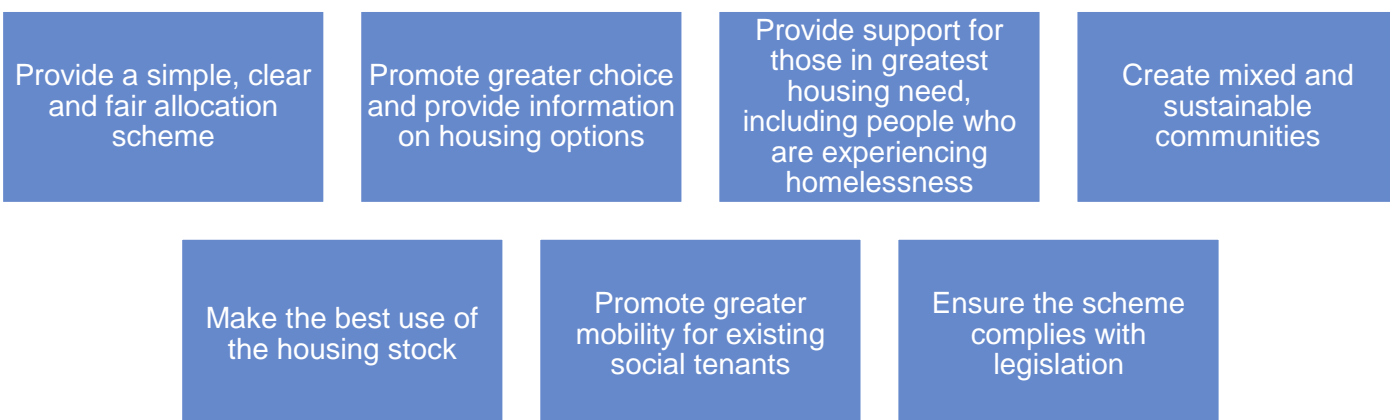 Provide a simple, clear
and fair allocation
scheme
Promote greater choice
and provide information
on housing options
Provide support for
those in greatest
housing need,
including people who
are experiencing
homelessness
Create mixed and
sustainable
communities
Make the best use of
the housing stock
Promote greater
mobility for existing
social tenants
Ensure the scheme
complies with
legislation